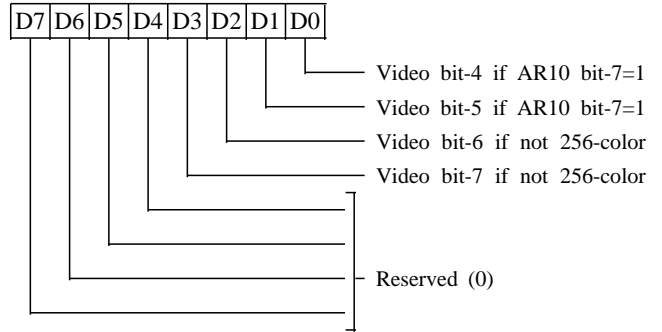 D7 D6 D5 D4 D3 D2 D1 D0
Video bit-4 if AR10 bit-7=1
Video bit-5 if AR10 bit-7=1
Video bit-6 if not 256-color
Video bit-7 if not 256-color
Reserved (0)